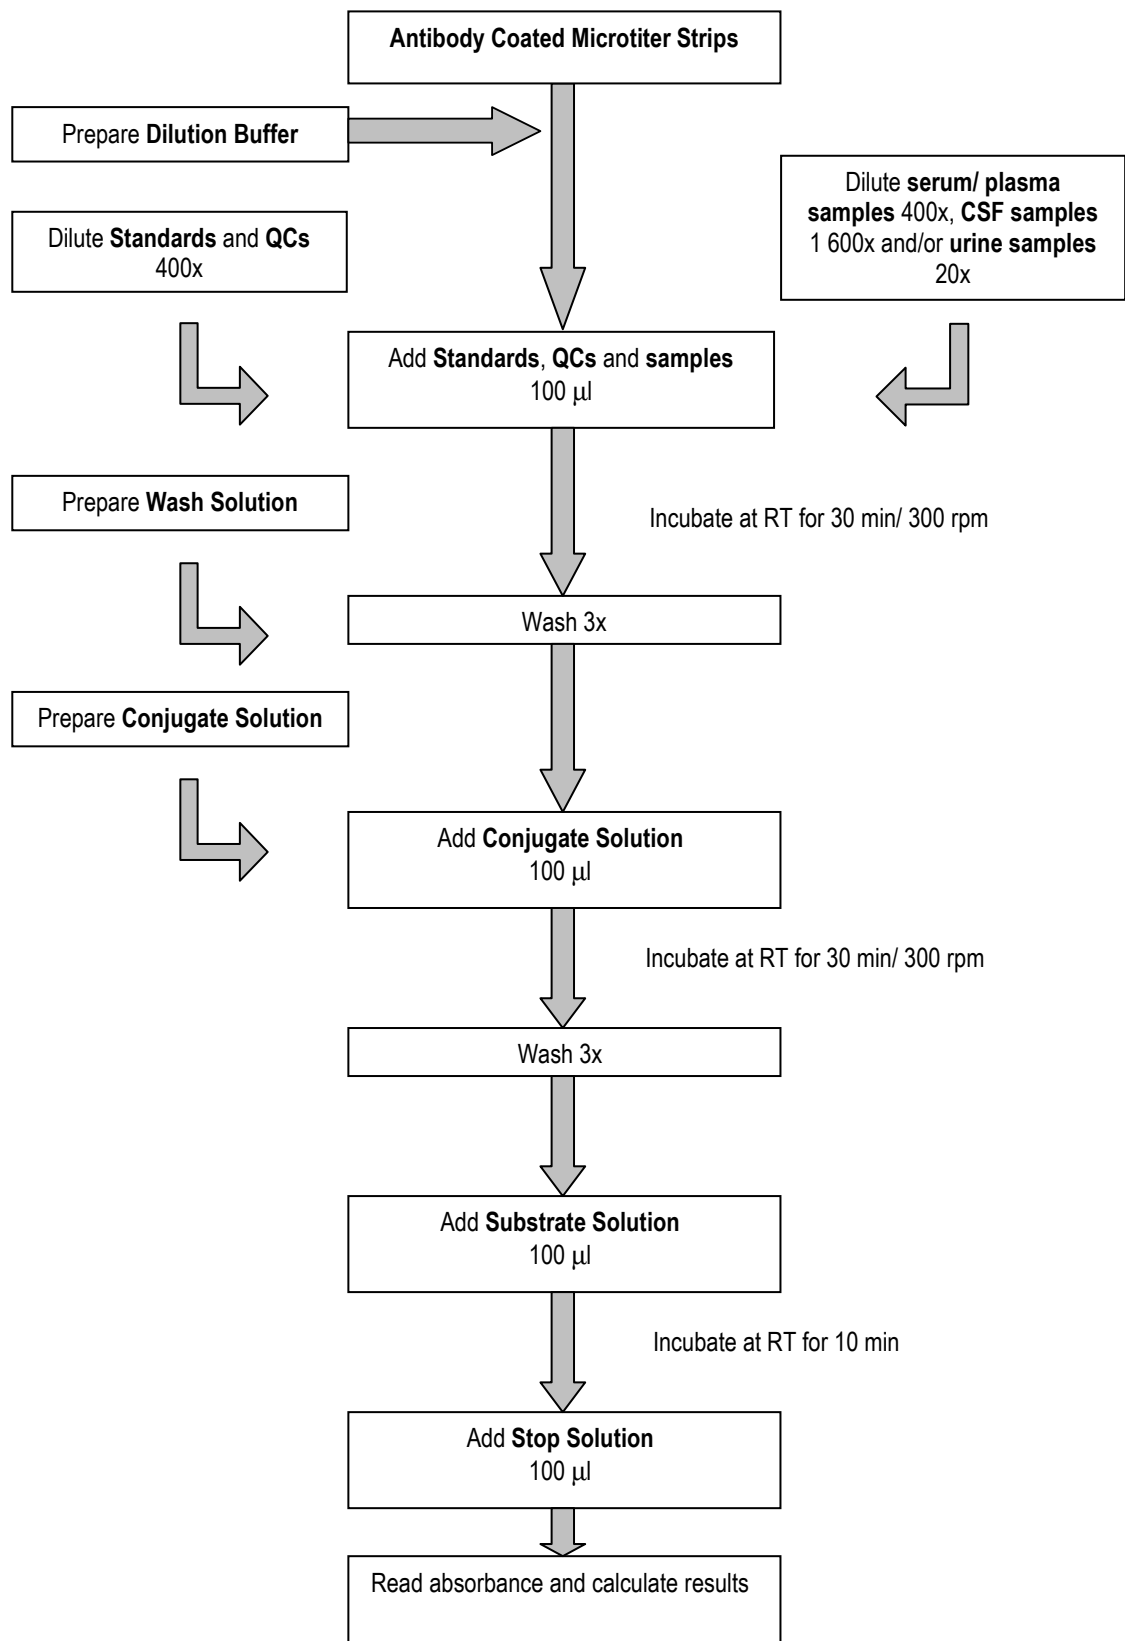 Antibody Coated Microtiter Strips
Prepare Dilution Buffer
Dilute serum/ plasma
samples 400x, CSF samples
1 600x and/or urine samples
20x
Dilute Standards and QCs
400x
Add Standards, QCs and samples
100 μl
Prepare Wash Solution
Incubate at RT for 30 min/ 300 rpm
Wash 3x
Prepare Conjugate Solution
Add Conjugate Solution
100 μl
Incubate at RT for 30 min/ 300 rpm
Wash 3x
Add Substrate Solution
100 μl
Incubate at RT for 10 min
Add Stop Solution
100 μl
Read absorbance and calculate results